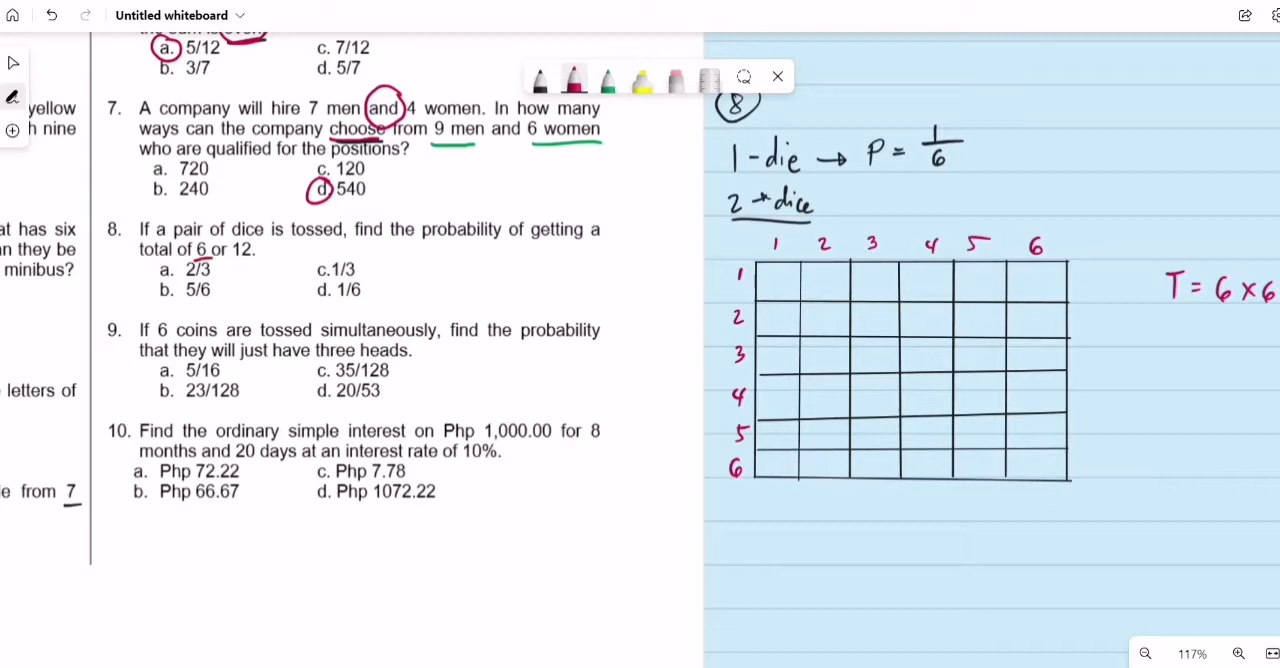 Untitled whiteboard
a. 5/12 c. 7/12
b. 3/7 d. 5/7
yellow
h nine
7. A company will hire 7 men and 4 women. In how many
ways can the company choose from 9 men and 6 women
who are qualified for the positions?
a. 720 c. 120
b. 240 d. 540
at has six
an they be
minibus?
8. If a pair of dice is tossed, find the probability of getting a
total of 6 or 12.
a. 2/3 c.1/3
b. 5/6 d. 1/6
9. If 6 coins are tossed simultaneously, find the probability
that they will just have three heads.
a. 5/16 c. 35/128
b. 23/128 d. 20/53
letters of
10. Find the ordinary simple interest on Php 1,000.00 for 8
months and 20 days at an interest rate of 10%.
a. Php 72.22 c. Php 7.78
b. Php 66.67 d. Php 1072.22
e from 7
8
1-die → P = 1/6
2 → dice
1 2 3 4 5 6
1
2
3
4
5
6
T = 6 x 6
117%